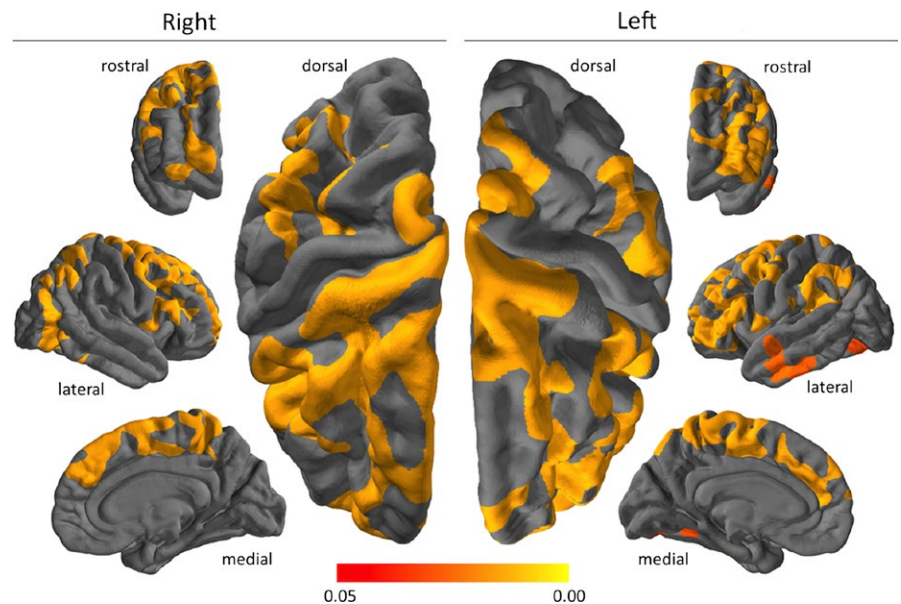 Right
Left
rostral
dorsal
dorsal
rostral
lateral
lateral
medial
medial
0.05
0.00